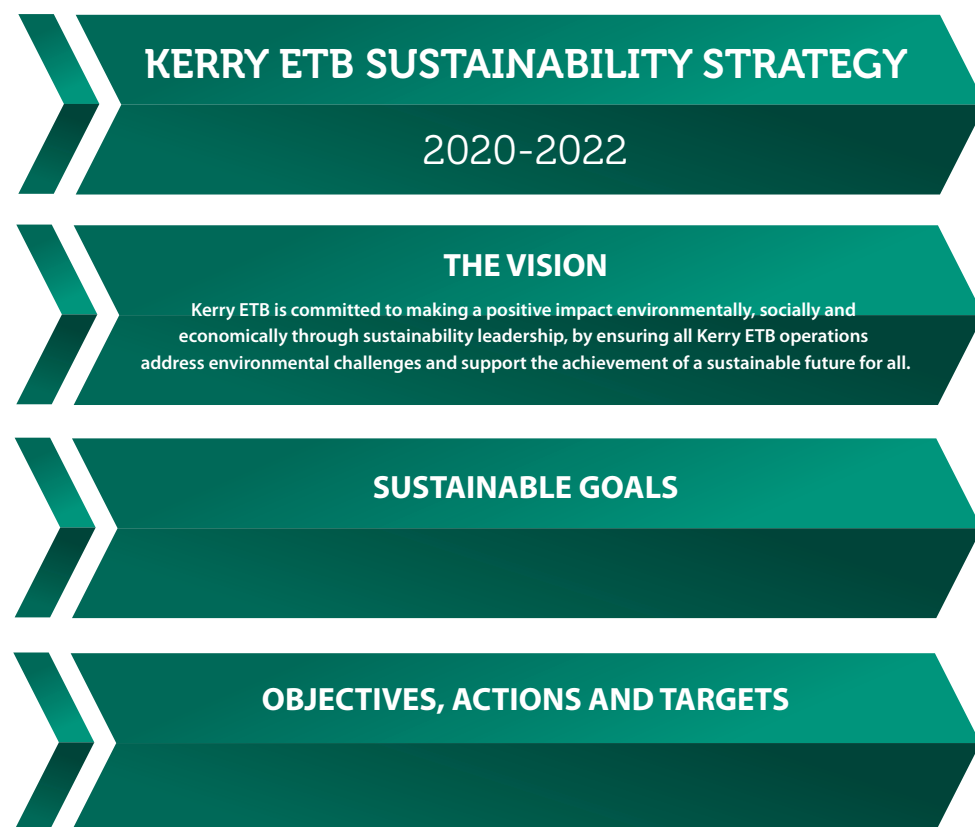 KERRY ETB SUSTAINABILITY STRATEGY
2020-2022
THE VISION
Kerry ETB is committed to making a positive impact environmentally, socially and
economically through sustainability leadership, by ensuring all Kerry ETB operations
address environmental challenges and support the achievement of a sustainable future for all.
SUSTAINABLE GOALS
OBJECTIVES, ACTIONS AND TARGETS